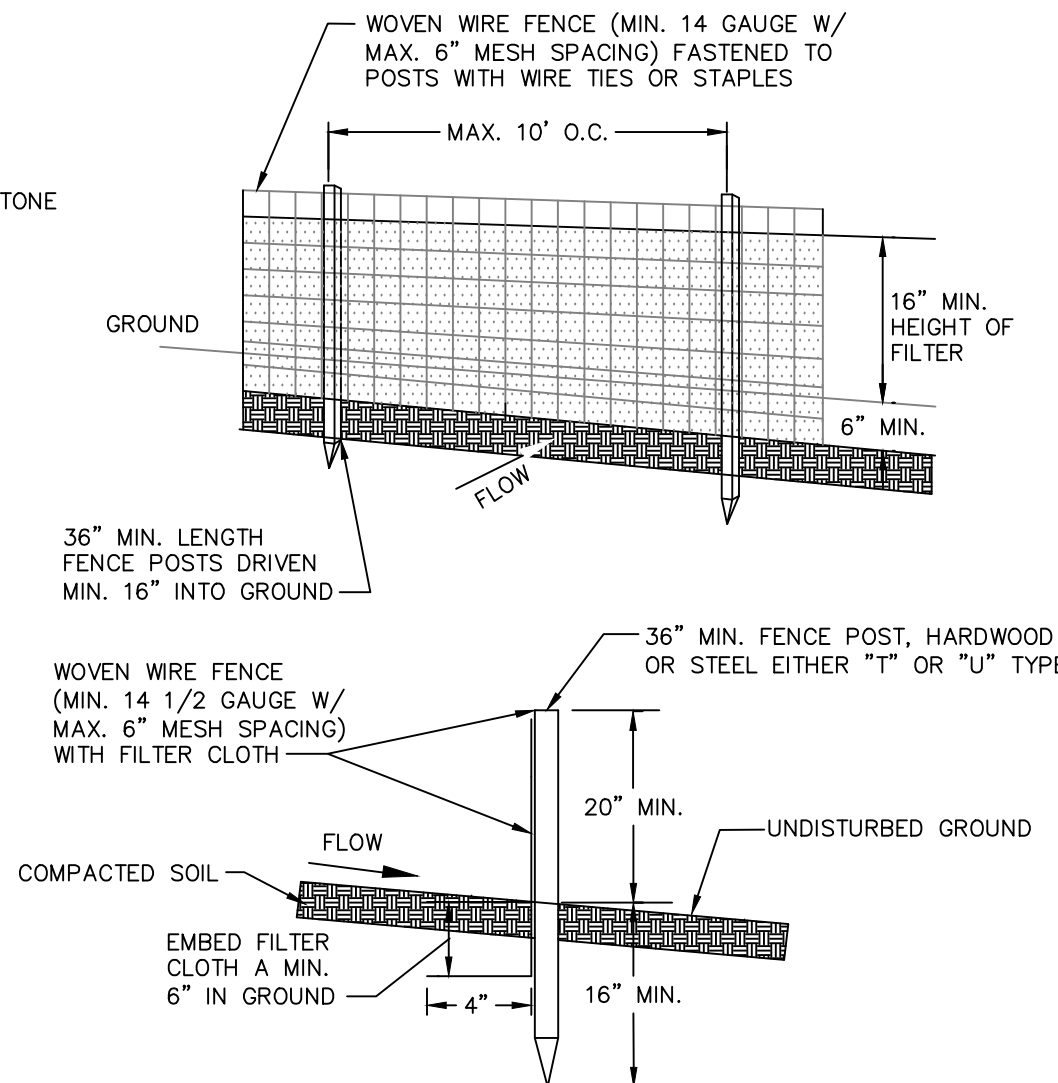 WOVEN WIRE FENCE (MIN. 14 GAUGE W/
MAX. 6" MESH SPACING) FASTENED TO
POSTS WITH WIRE TIES OR STAPLES
MAX. 10' O.C.
TONE
GROUND
16" MIN.
HEIGHT OF
FILTER
6" MIN.
FLOW
36" MIN. LENGTH
FENCE POSTS DRIVEN
MIN. 16" INTO GROUND
36" MIN. FENCE POST, HARDWOOD
OR STEEL EITHER "T" OR "U" TYPE
WOVEN WIRE FENCE
(MIN. 14 1/2 GAUGE W/
MAX. 6" MESH SPACING)
WITH FILTER CLOTH
20" MIN.
UNDISTURBED GROUND
FLOW
COMPACTED SOIL
EMBED FILTER
CLOTH A MIN.
6" IN GROUND
4"
16" MIN.